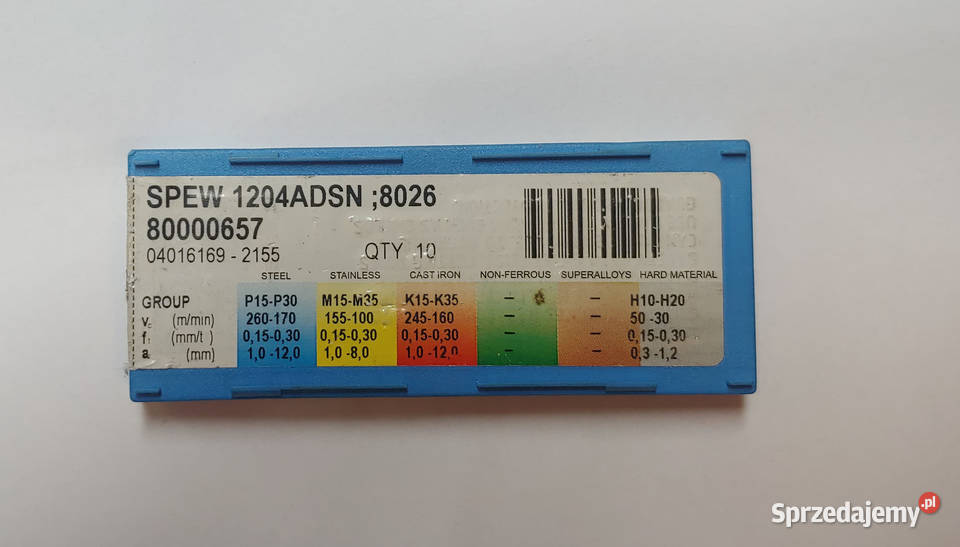 SPEW 1204ADSN ;8026
80000657
04016169 - 2155 QTY 10
STEEL STAINLESS CAST IRON NON-FERROUS SUPERALLOYS HARD MATERIAL
GROUP P15-P30 M15-M35 K15-K35 - - H10-H20
vc (m/min) 260-170 155-100 245-160 - - 50 -30
ft (mm/t ) 0,15-0,30 0,15-0,30 0,15-0,30 - - 0,15-0,30
a (mm) 1,0 -12,0 1,0 -8,0 1,0 -12,0 - - 0,3 -1,2
Sprzedajemy.pl